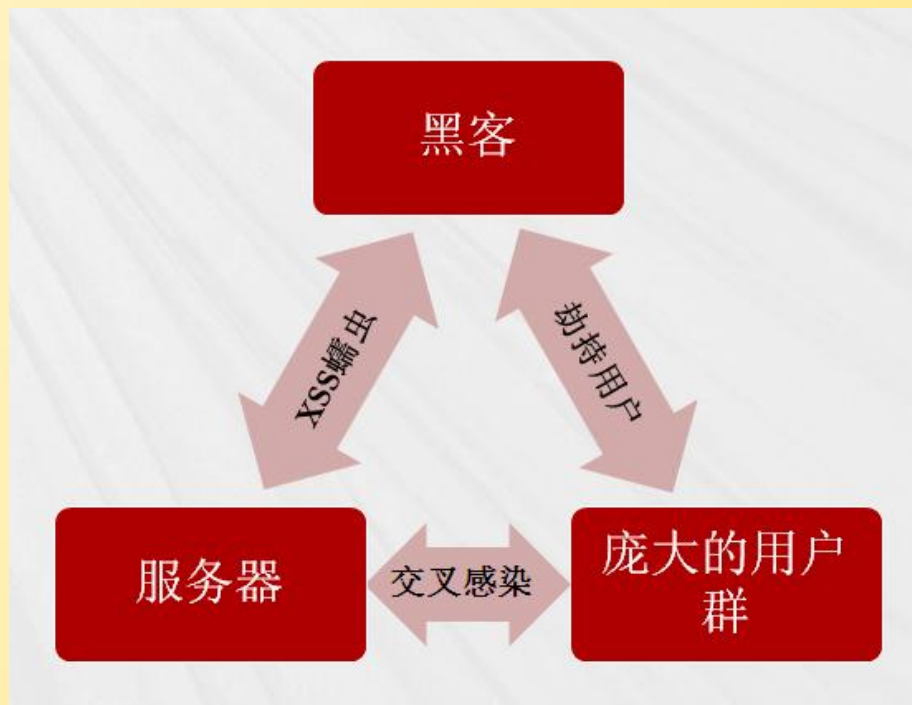 黑客
XSS蠕虫
劫持用户
服务器
交叉感染
庞大的用户
群